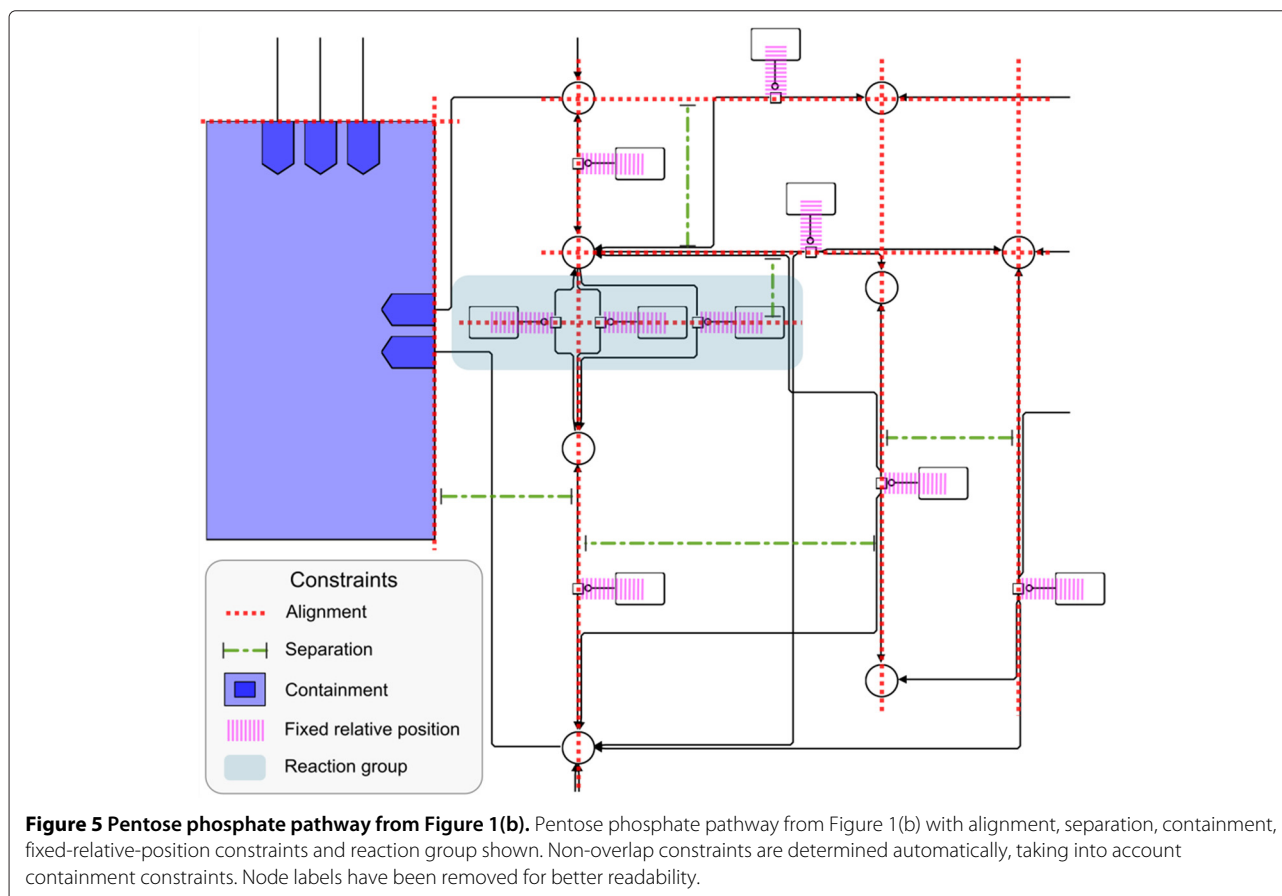 Constraints
Alignment
Separation
Containment
Fixed relative position
Reaction group
Figure 5 Pentose phosphate pathway from Figure 1(b). Pentose phosphate pathway from Figure 1(b) with alignment, separation, containment,
fixed-relative-position constraints and reaction group shown. Non-overlap constraints are determined automatically, taking into account
containment constraints. Node labels have been removed for better readability.